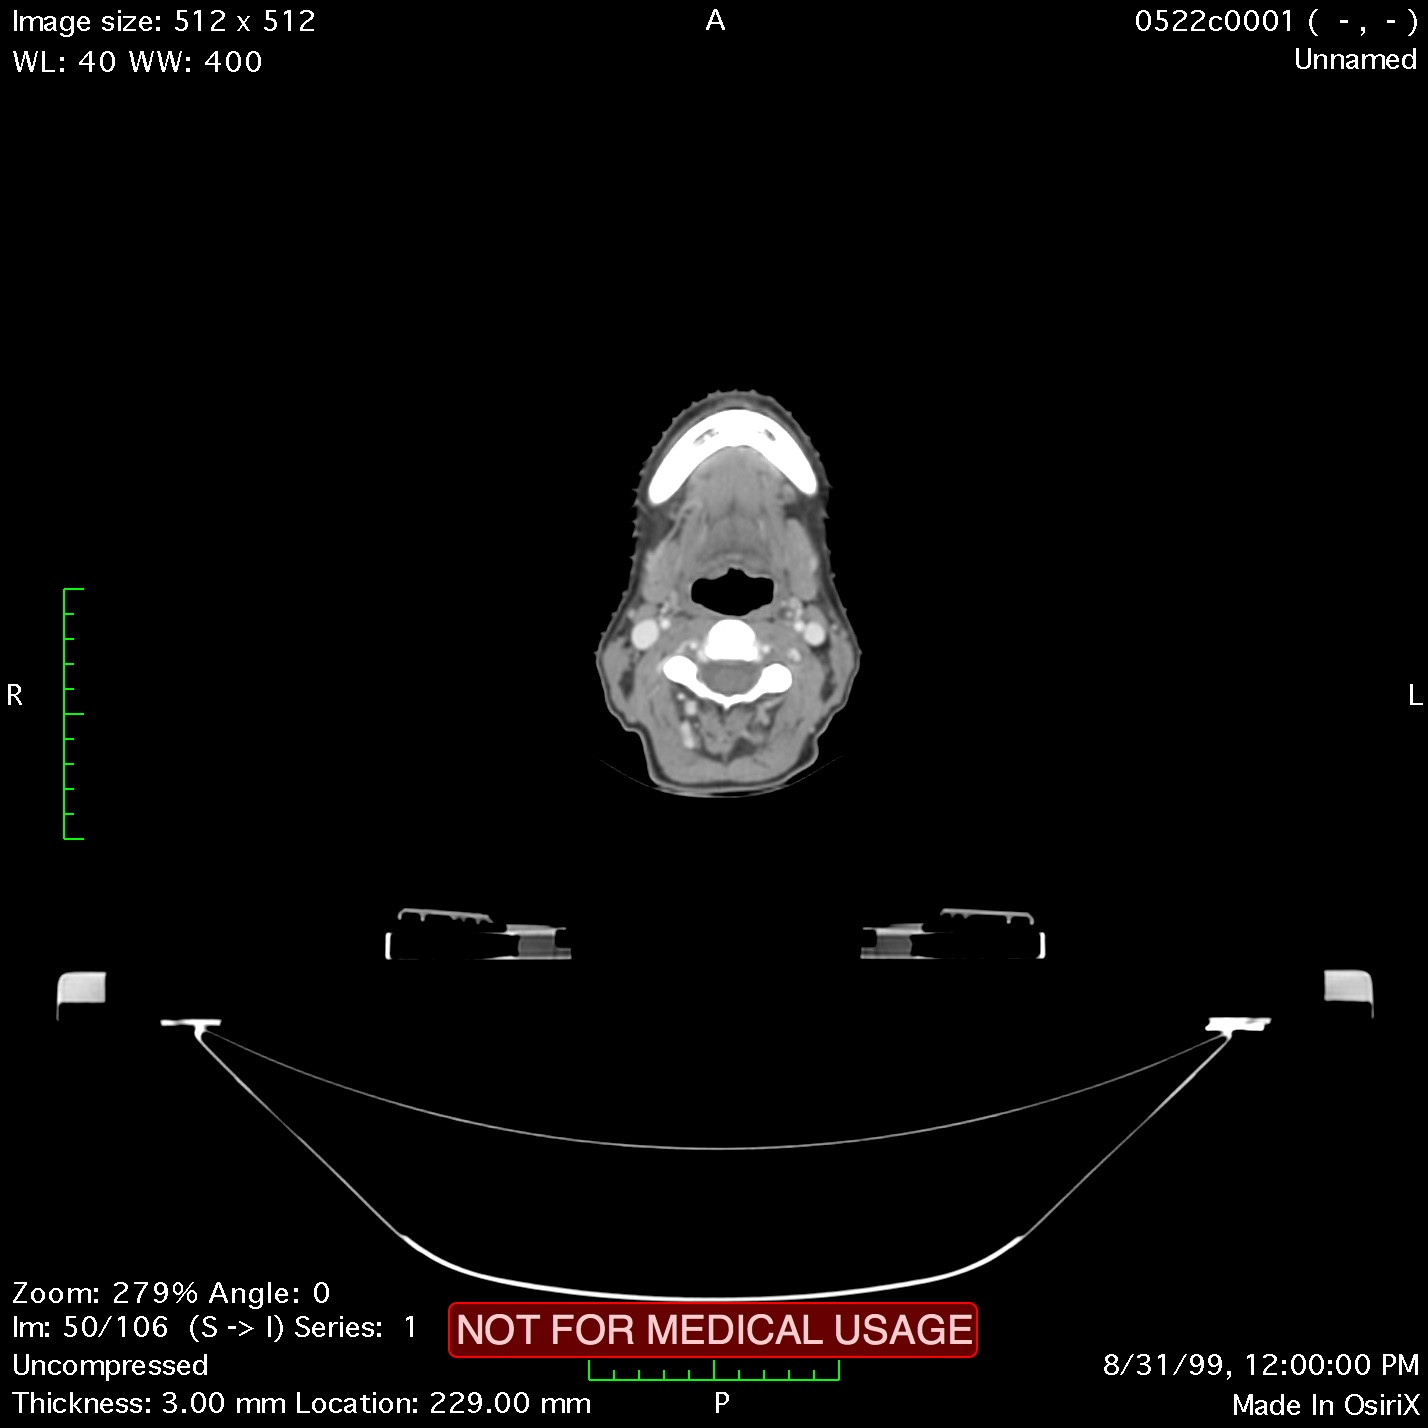 Image size: 512 x 512
WL: 40 WW: 400
A
0522c0001 ( -, -)
Unnamed
R
L
Zoom: 279% Angle: 0
Im: 50/106 (S -> I) Series: 1
Uncompressed
Thickness: 3.00 mm Location: 229.00 mm
NOT FOR MEDICAL USAGE
P
8/31/99, 12:00:00 PM
Made In OsiriX